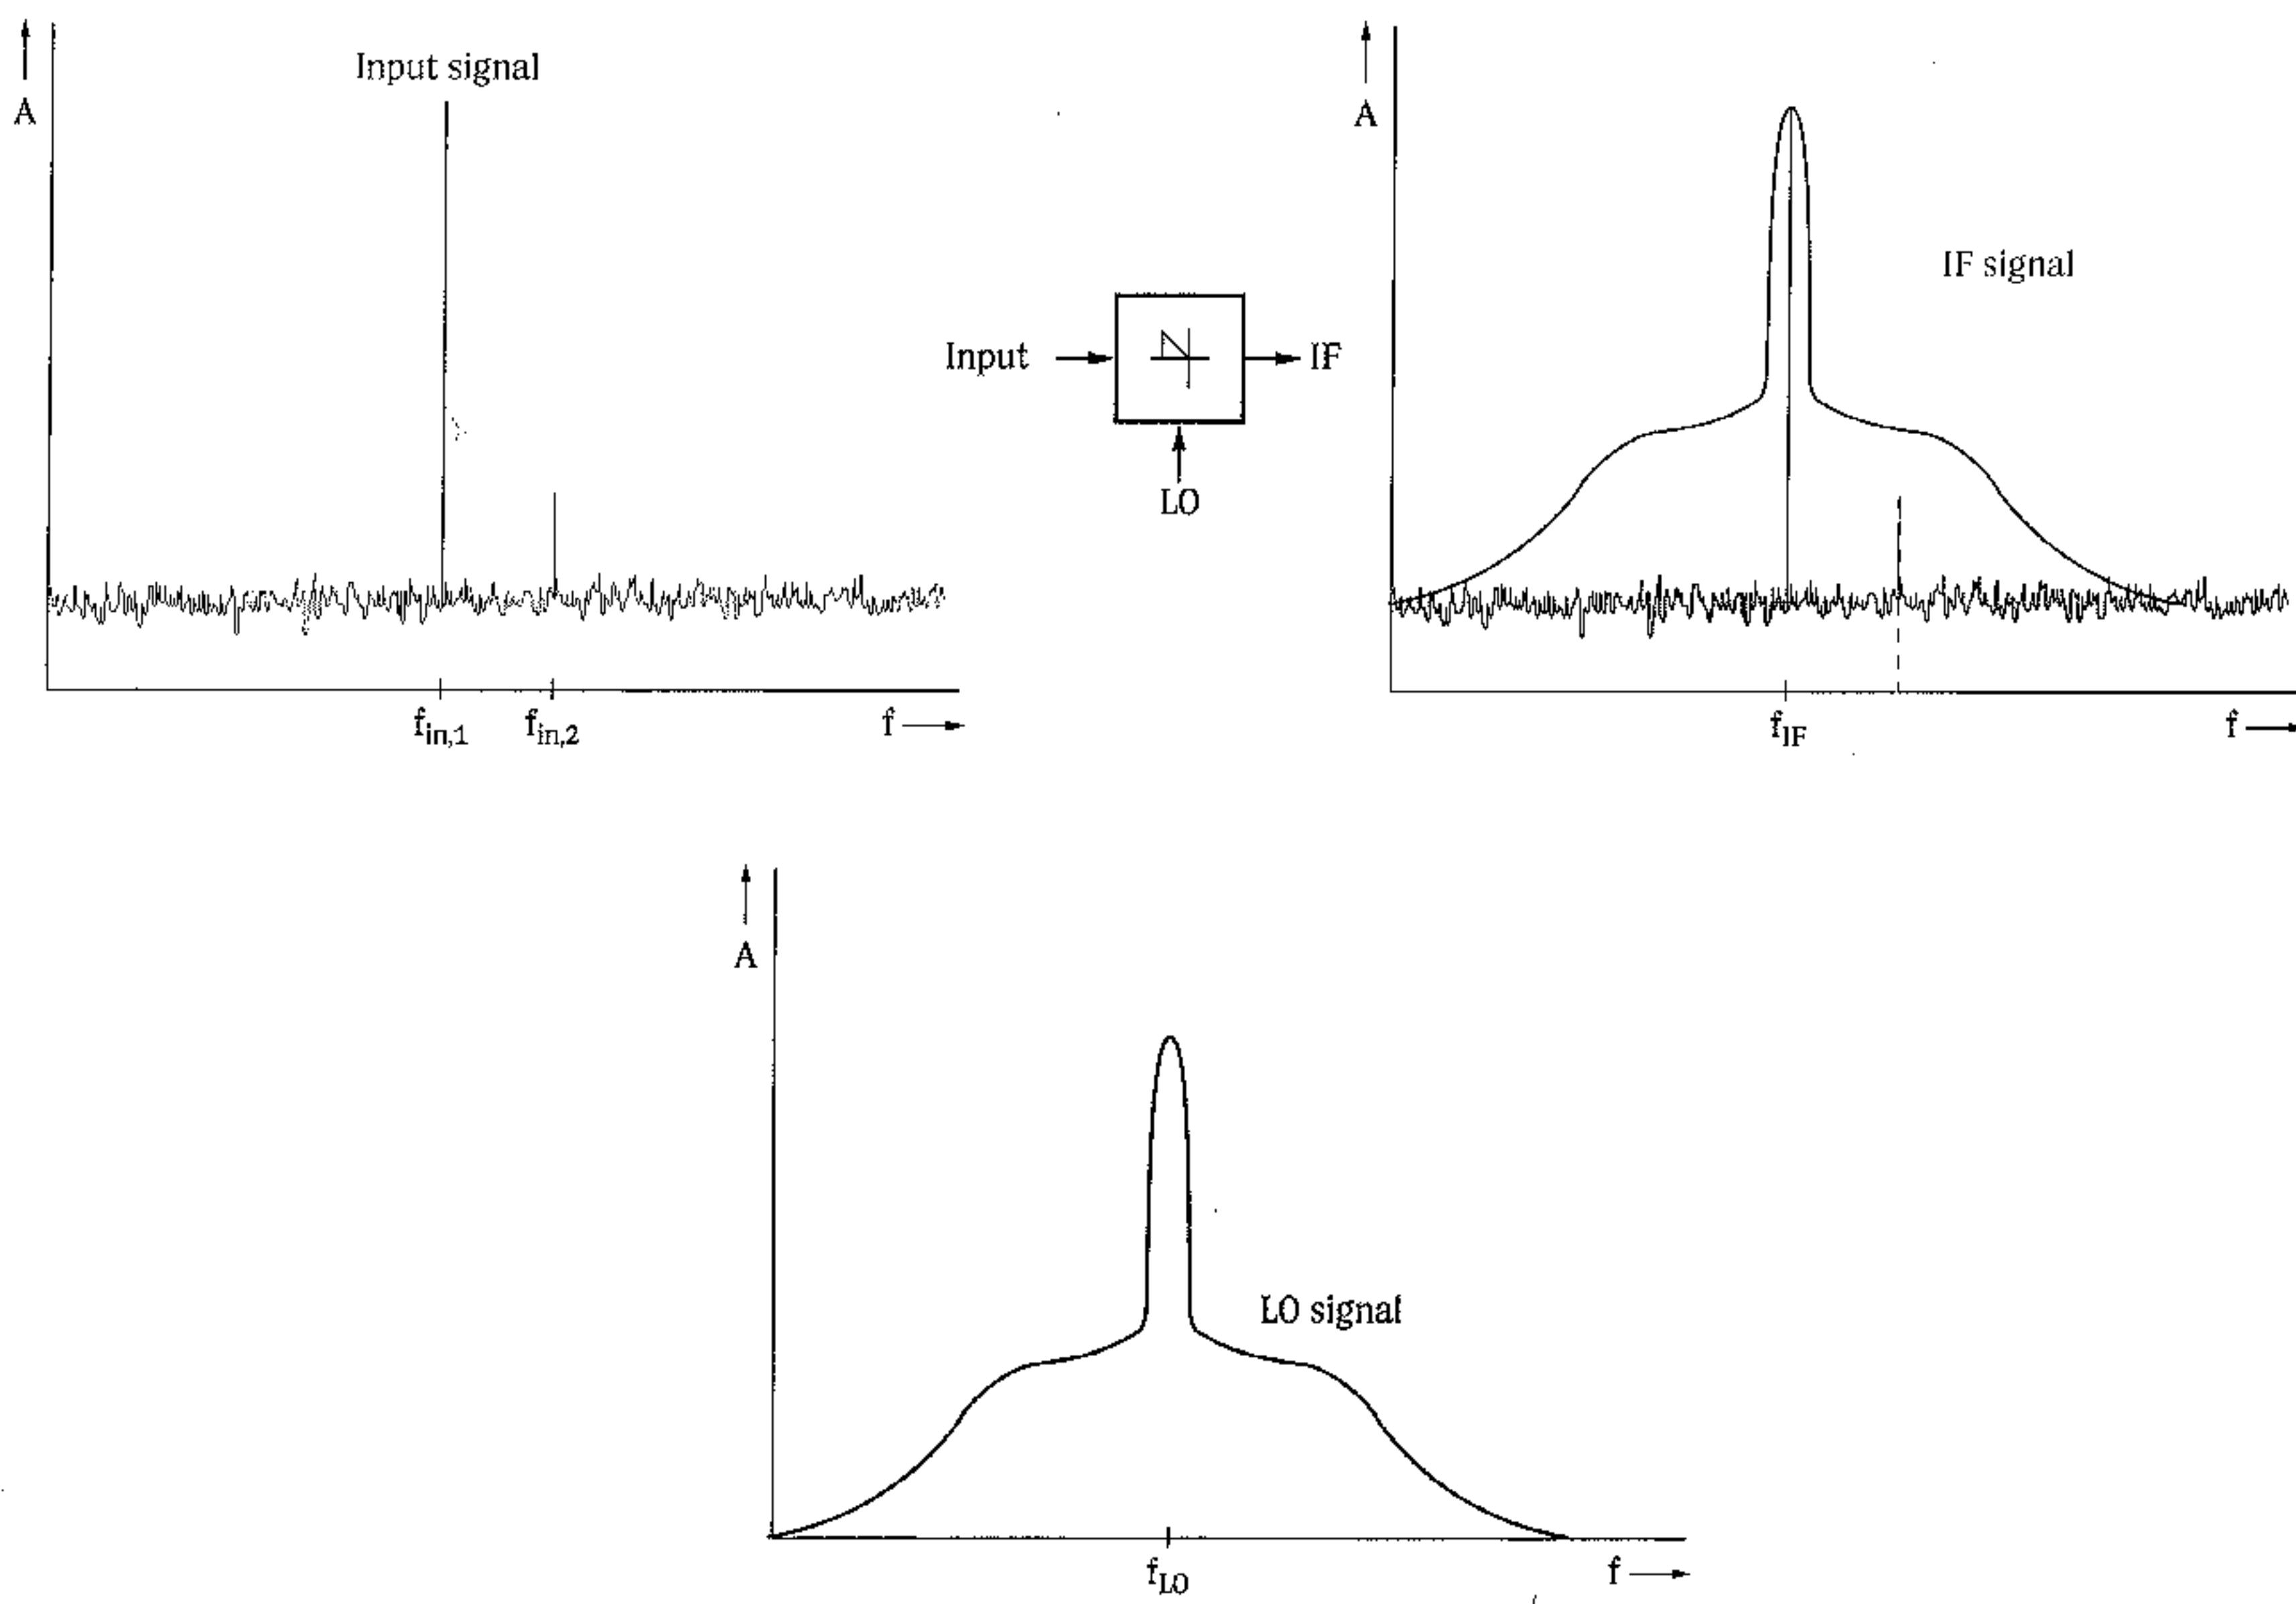 Input signal
A
f_in,1
f_in,2
f
Input
IF
LO
A
IF signal
f_IF
f
A
LO signal
f_LO
f